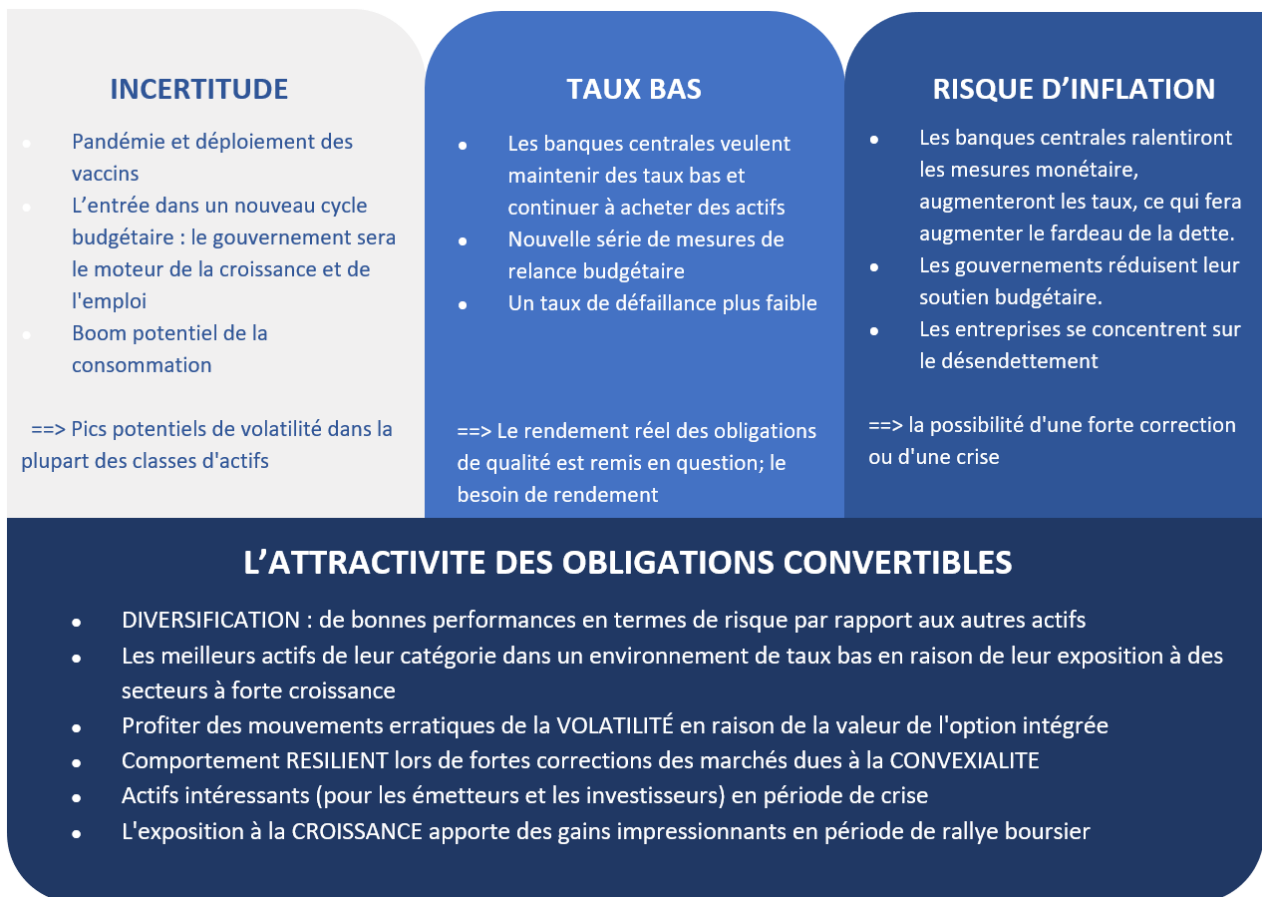 INCERTITUDE
• Pandémie et déploiement des
vaccins
• L'entrée dans un nouveau cycle
budgétaire : le gouvernement sera
le moteur de la croissance et de
l'emploi
• Boom potentiel de la
consommation
==> Pics potentiels de volatilité dans la
plupart des classes d'actifs
TAUX BAS
• Les banques centrales veulent
maintenir des taux bas et
continuer à acheter des actifs
• Nouvelle série de mesures de
relance budgétaire
• Un taux de défaillance plus faible
==> Le rendement réel des obligations
de qualité est remis en question; le
besoin de rendement
RISQUE D'INFLATION
• Les banques centrales ralentiront
les mesures monétaire,
augmenteront les taux, ce qui fera
augmenter le fardeau de la dette.
• Les gouvernements réduisent leur
soutien budgétaire.
• Les entreprises se concentrent sur
le désendettement
==> la possibilité d'une forte correction
ou d'une crise
L'ATTRACTIVITE DES OBLIGATIONS CONVERTIBLES
• DIVERSIFICATION : de bonnes performances en termes de risque par rapport aux autres actifs
• Les meilleurs actifs de leur catégorie dans un environnement de taux bas en raison de leur exposition à des
secteurs à forte croissance
• Profiter des mouvements erratiques de la VOLATILITÉ en raison de la valeur de l'option intégrée
• Comportement RESILIENT lors de fortes corrections des marchés dues à la CONVEXIALITE
• Actifs intéressants (pour les émetteurs et les investisseurs) en période de crise
• L'exposition à la CROISSANCE apporte des gains impressionnants en période de rallye boursier